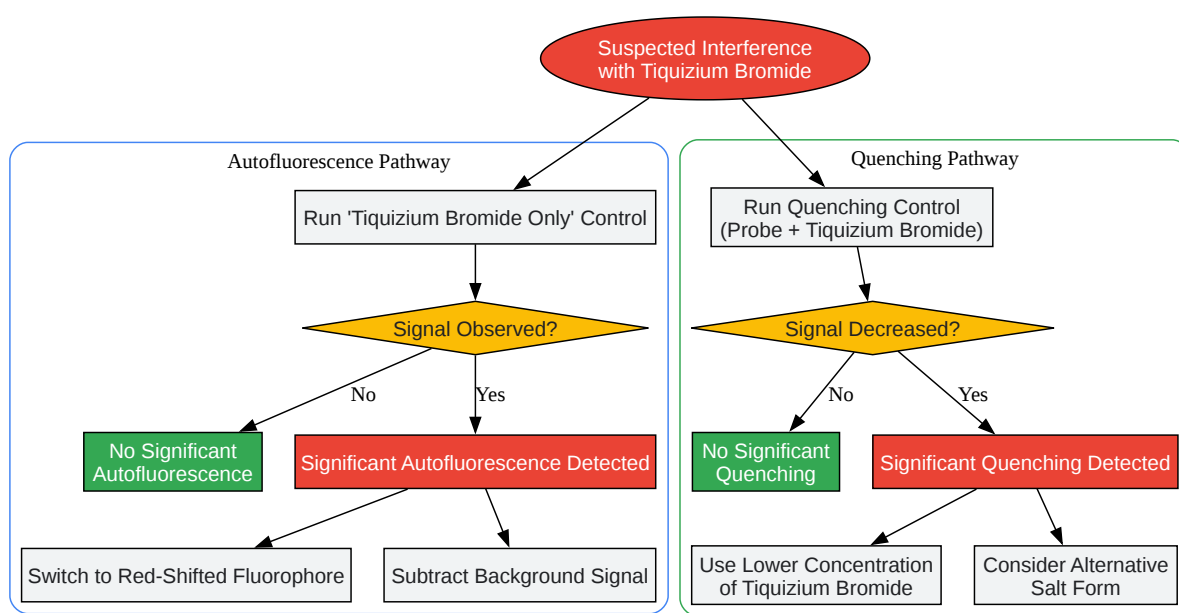 Suspected Interference
with Tiquizium Bromide
Autofluorescence Pathway
Run 'Tiquizium Bromide Only' Control
Signal Observed?
No
Yes
No Significant
Autofluorescence
Significant Autofluorescence Detected
Switch to Red-Shifted Fluorophore
Subtract Background Signal
Quenching Pathway
Run Quenching Control
(Probe + Tiquizium Bromide)
Signal Decreased?
No
Yes
No Significant
Quenching
Significant Quenching Detected
Use Lower Concentration
of Tiquizium Bromide
Consider Alternative
Salt Form